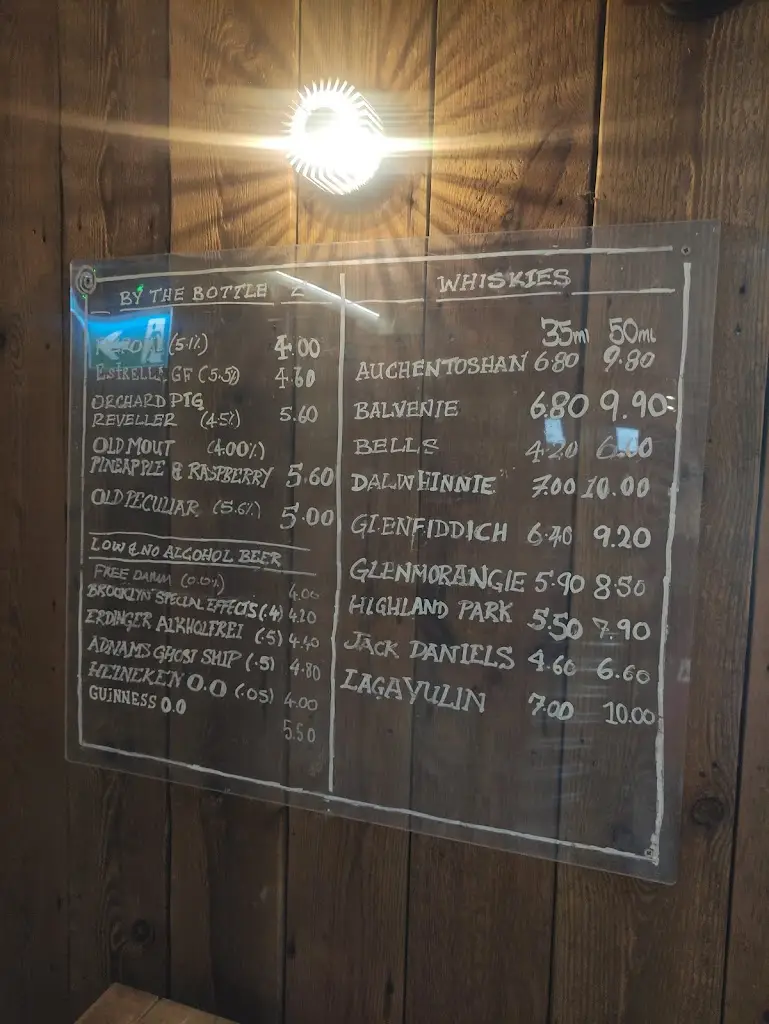 BY THE BOTTLE £
(5.1%) 4.00
ESTRELLA GF (5.5%) 4.60
ORCHARD PIG
REVELLER (4.5%) 5.60
OLD MOUT (4.00%)
PINEAPPLE & RASPBERRY 5.60
OLD PECULIAR (5.6%) 5.00
LOW & NO ALCOHOL BEER
FREE DAMM (0.0%) 4.00
BROOKLYN SPECIAL EFFECTS (.4) 4.20
ERDINGER ALKHOLFREI (.5) 4.40
ADNAMS GHOST SHIP (.5) 4.80
HEINEKEN 0.0 (.05) 4.00
GUINNESS 0.0 5.50
WHISKIES
35ml 50ml
AUCHENTOSHAN 6.80 9.80
BALVENIE 6.80 9.90
BELLS 4.20 6.00
DALWHINNIE 7.00 10.00
GLENFIDDICH 6.40 9.20
GLENMORANGIE 5.90 8.50
HIGHLAND PARK 5.50 7.90
JACK DANIELS 4.60 6.60
LAGAVULIN 7.00 10.00